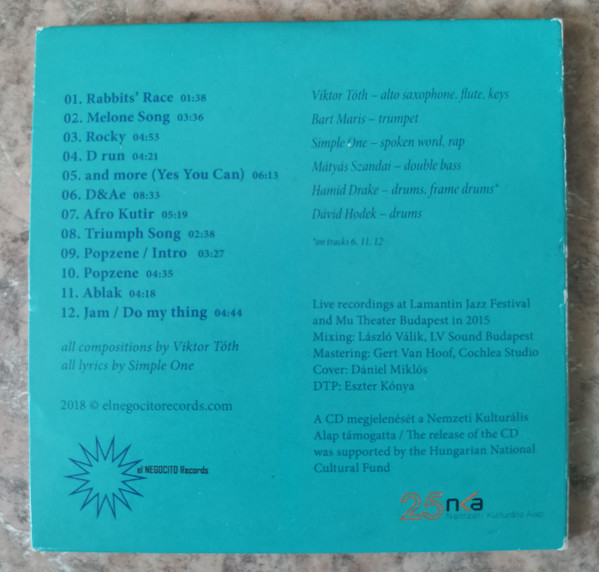 01. Rabbits' Race 01:38
02. Melone Song 03:36
03. Rocky 04:53
04. D run 04:21
05. and more (Yes You Can) 06:13
06. D&Ae 08:33
07. Afro Kutir 05:19
08. Triumph Song 02:38
09. Popzene / Intro 03:27
10. Popzene 04:35
11. Ablak 04:18
12. Jam / Do my thing 04:44
all compositions by Viktor Tóth
all lyrics by Simple One
2018 © elnegocitorecords.com
el NEGOCITO Records
Viktor Tóth – alto saxophone, flute, keys
Bart Maris – trumpet
Simple One – spoken word, rap
Mátyás Szandai – double bass
Hamid Drake – drums, frame drums*
Dávid Hodek – drums
*on tracks 6, 11, 12
Live recordings at Lamantin Jazz Festival
and Mu Theater Budapest in 2015
Mixing: László Válik, LV Sound Budapest
Mastering: Gert Van Hoof, Cochlea Studio
Cover: Dániel Miklós
DTP: Eszter Kónya
A CD megjelenését a Nemzeti Kulturális
Alap támogatta / The release of the CD
was supported by the Hungarian National
Cultural Fund
25 nka
Nemzeti Kulturális Alap